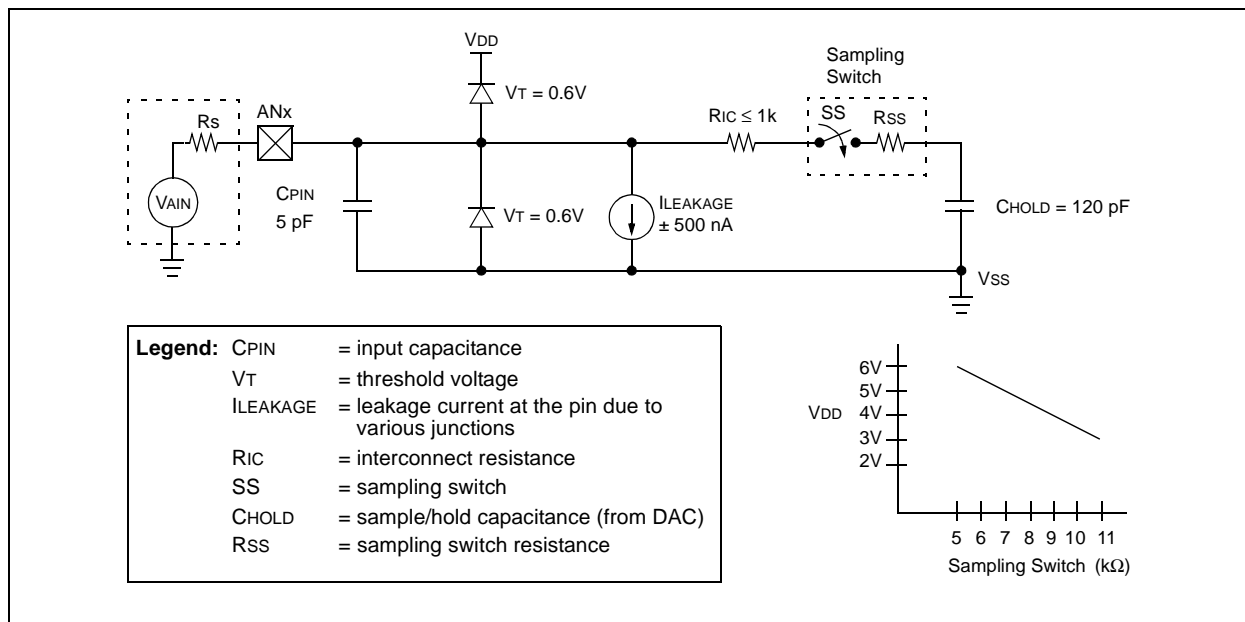 VDD
Sampling
Switch
VT = 0.6V
ANx
RIC ≤ 1k
SS
RSS
Rs
CPIN
5 pF
VAIN
VT = 0.6V
ILEAKAGE
± 500 nA
CHOLD = 120 pF
VSS
Legend: CPIN = input capacitance
VT = threshold voltage
ILEAKAGE = leakage current at the pin due to
various junctions
RIC = interconnect resistance
SS = sampling switch
CHOLD = sample/hold capacitance (from DAC)
RSS = sampling switch resistance
6V
5V
VDD 4V
3V
2V
5 6 7 8 9 10 11
Sampling Switch (kΩ)